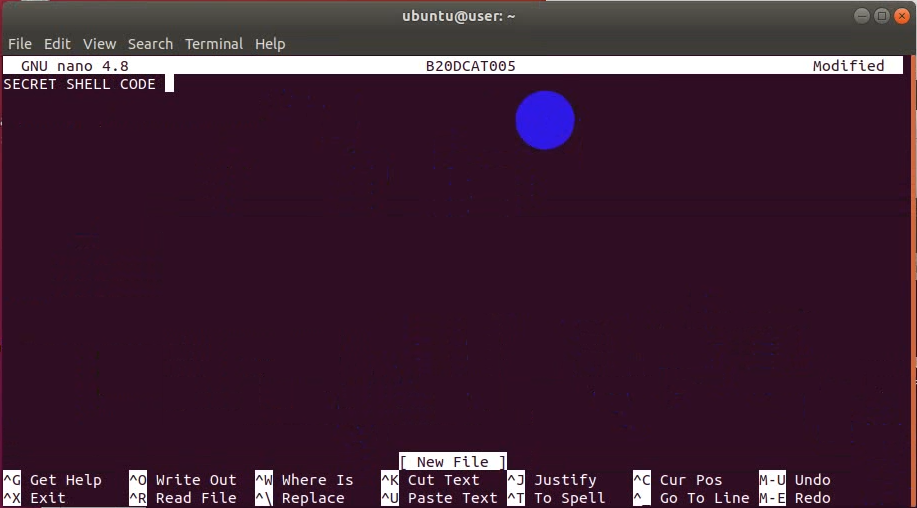 ubuntu@user: ~
File Edit View Search Terminal Help
GNU nano 4.8 B20DCAT005 Modified
SECRET SHELL CODE
[ New File ]
^G Get Help ^O Write Out ^W Where Is ^K Cut Text ^J Justify ^C Cur Pos M-U Undo
^X Exit ^R Read File ^\ Replace ^U Paste Text ^T To Spell ^_ Go To Line M-E Redo